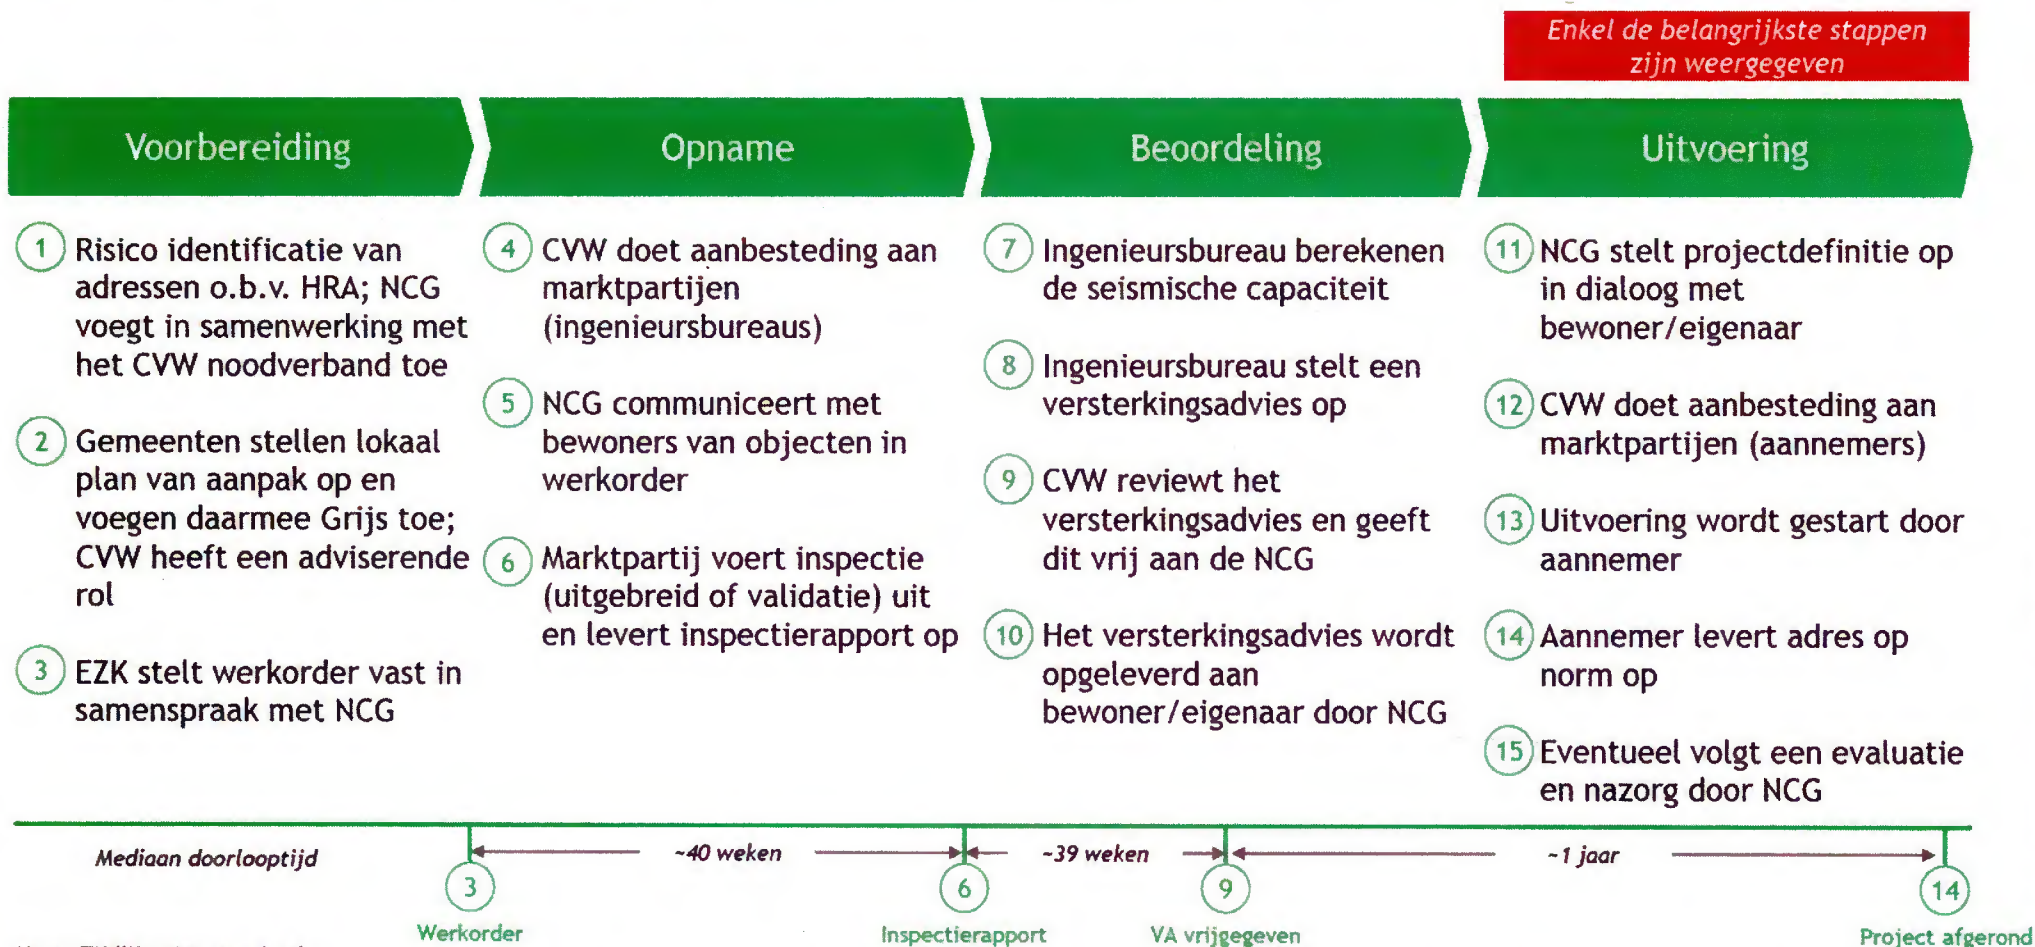 Enkel de belangrijkste stappen
zijn weergegeven
Voorbereiding
Opname
Beoordeling
Uitvoering
1 Risico identificatie van
adressen o.b.v. HRA; NCG
voegt in samenwerking met
het CVW noodverband toe
2 Gemeenten stellen lokaal
plan van aanpak op en
voegen daarmee Grijs toe;
CVW heeft een adviserende
rol
3 EZK stelt werkorder vast in
samenspraak met NCG
4 CVW doet aanbesteding aan
marktpartijen
(ingenieursbureaus)
5 NCG communiceert met
bewoners van objecten in
werkorder
6 Marktpartij voert inspectie
(uitgebreid of validatie) uit
en levert inspectierapport op
7 Ingenieursbureau berekenen
de seismische capaciteit
8 Ingenieursbureau stelt een
versterkingsadvies op
9 CVW reviewt het
versterkingsadvies en geeft
dit vrij aan de NCG
10 Het versterkingsadvies wordt
opgeleverd aan
bewoner/eigenaar door NCG
11 NCG stelt projectdefinitie op
in dialoog met
bewoner/eigenaar
12 CVW doet aanbesteding aan
marktpartijen (aannemers)
13 Uitvoering wordt gestart door
aannemer
14 Aannemer levert adres op
norm op
15 Eventueel volgt een evaluatie
en nazorg door NCG
Mediaan doorlooptijd
~40 weken
~39 weken
~1 jaar
3
6
9
14
Werkorder
Inspectierapport
VA vrijgegeven
Project afgerond